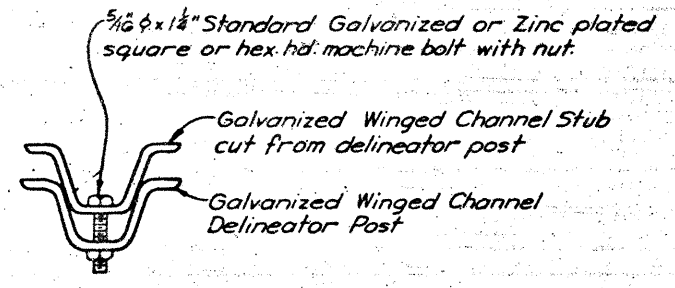 5/16" ϕ x 1¼" Standard Galvanized or Zinc plated
square or hex. hd. machine bolt with nut.
Galvanized Winged Channel Stub
cut from delineator post
Galvanized Winged Channel
Delineator Post